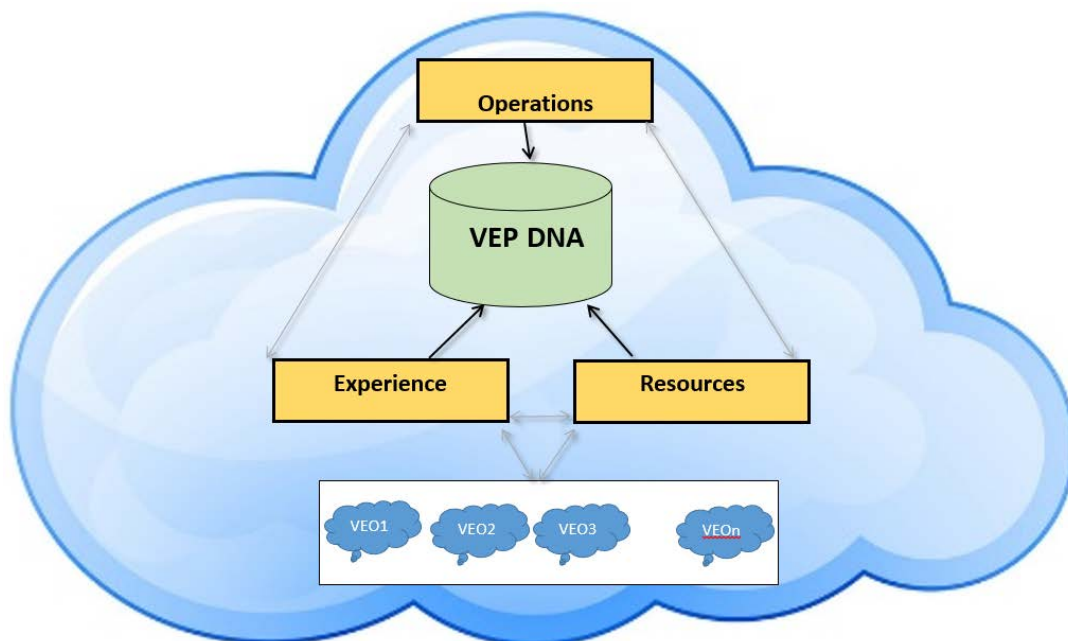 Operations
VEP DNA
Experience
Resources
VEO1
VEO2
VEO3
VEOn